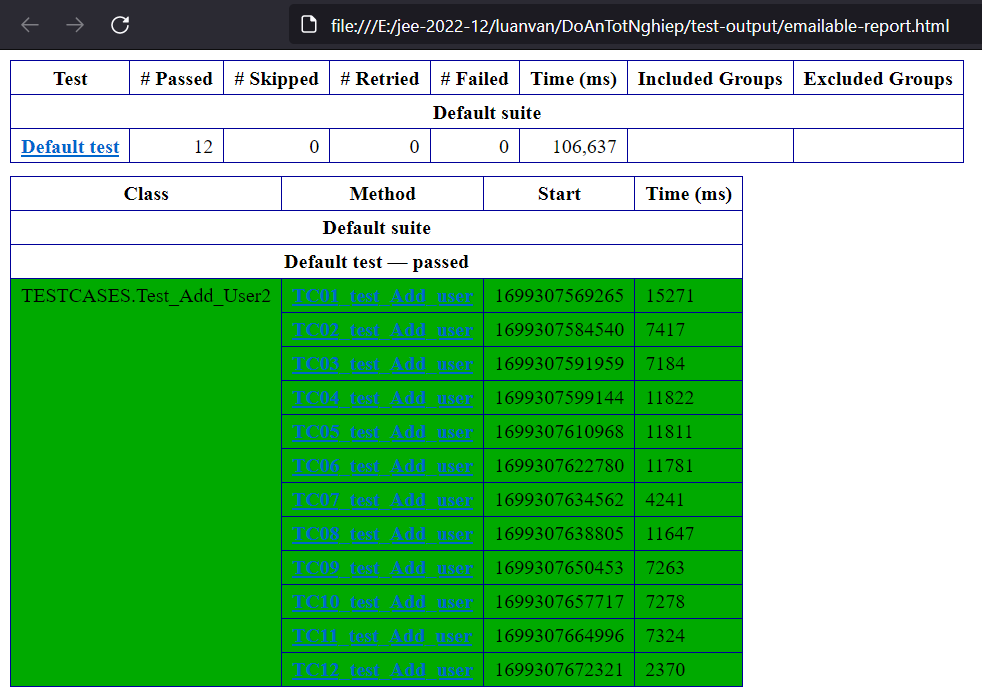 file:///E:/jee-2022-12/luanvan/DoAnTotNghiep/test-output/emailable-report.html
Test # Passed # Skipped # Retried # Failed Time (ms) Included Groups Excluded Groups
Default suite
Default test 12 0 0 0 106,637
Class Method Start Time (ms)
Default suite
Default test — passed
TESTCASES.Test_Add_User2 TC01_test_Add_user 1699307569265 15271
TC02_test_Add_user 1699307584540 7417
TC03_test_Add_user 1699307591959 7184
TC04_test_Add_user 1699307599144 11822
TC05_test_Add_user 1699307610968 11811
TC06_test_Add_user 1699307622780 11781
TC07_test_Add_user 1699307634562 4241
TC08_test_Add_user 1699307638805 11647
TC09_test_Add_user 1699307650453 7263
TC10_test_Add_user 1699307657717 7278
TC11_test_Add_user 1699307664996 7324
TC12_test_Add_user 1699307672321 2370